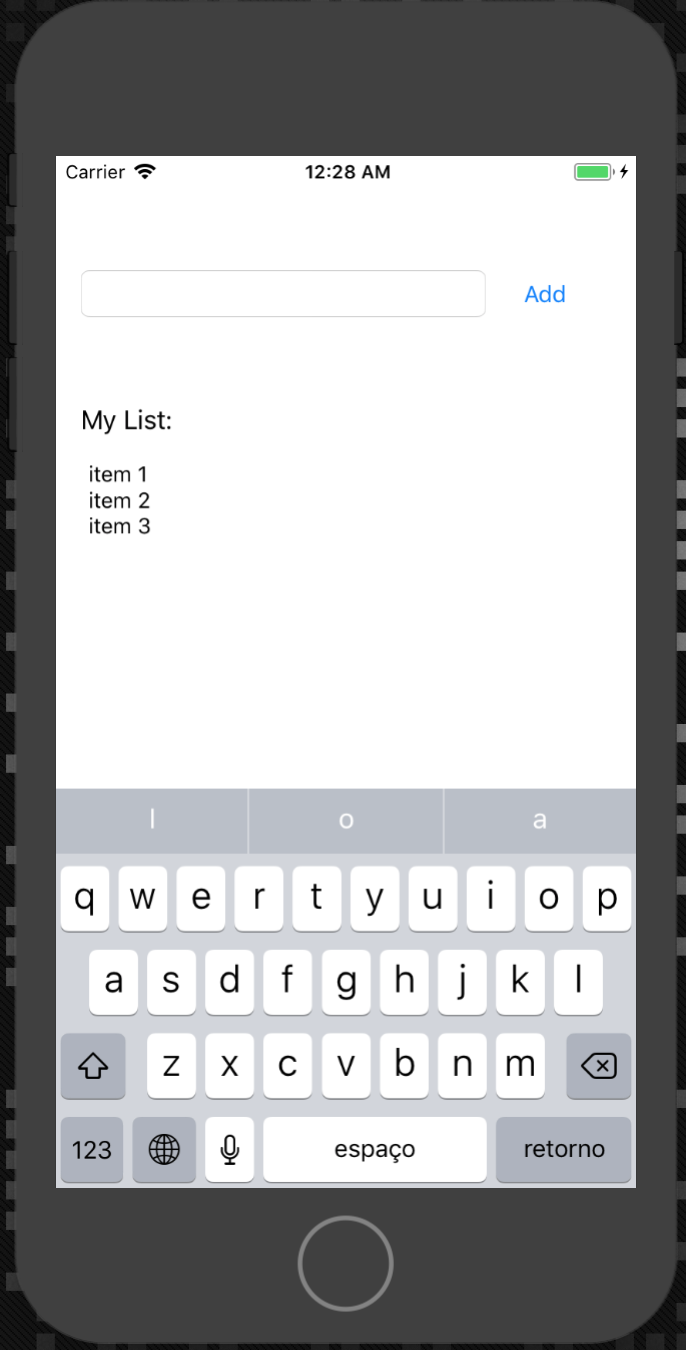 Carrier 12:28 AM
Add
My List:
item 1
item 2
item 3
l o a
q w e r t y u i o p
a s d f g h j k l
z x c v b n m
123 espaço retorno